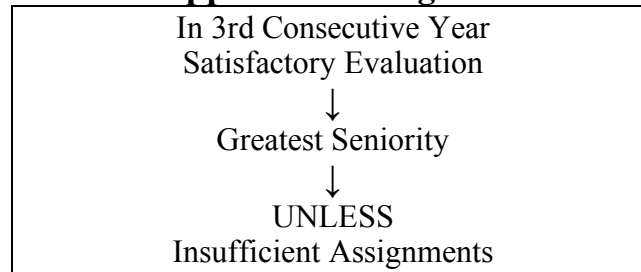 In 3rd Consecutive Year
Satisfactory Evaluation
↓
Greatest Seniority
↓
UNLESS
Insufficient Assignments